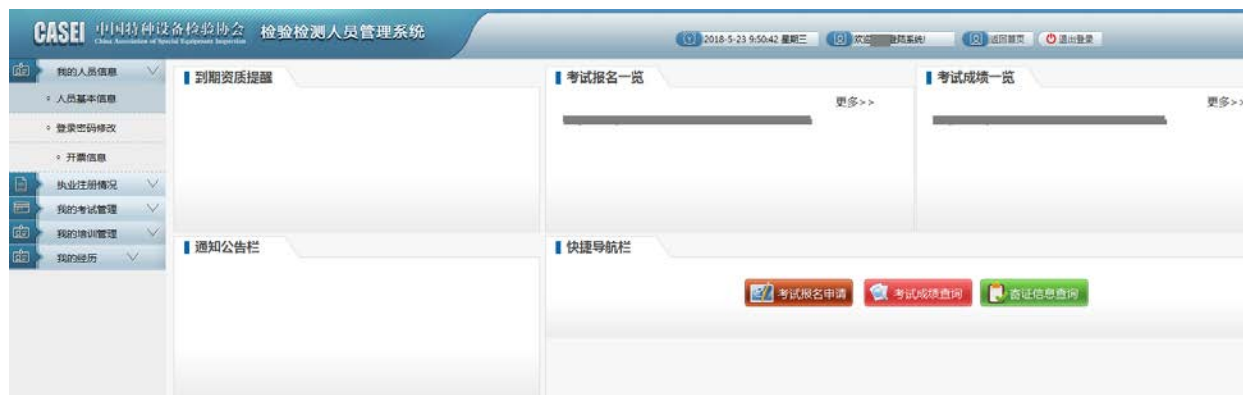 CASEI 中国特种设备检验协会 检验检测人员管理系统
China Association of Special Equipment Inspection
2018-5-23 9:50:42 星期三 欢迎 登陆系统! 返回首页 退出登录
我的人员信息
人员基本信息
登录密码修改
开票信息
执业注册情况
我的考试管理
我的培训管理
我的经历
到期资质提醒
考试报名一览
更多>>
考试成绩一览
更多>>
通知公告栏
快捷导航栏
考试报名申请 考试成绩查询 寄证信息查询